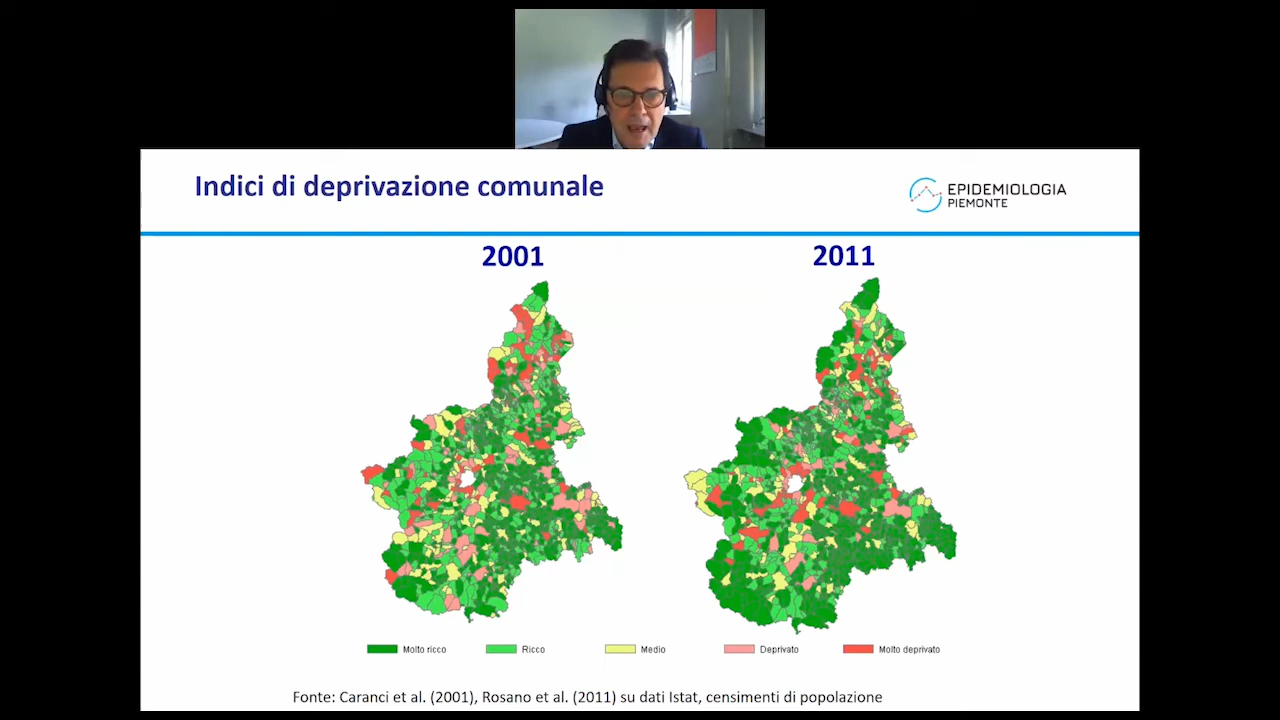 Indici di deprivazione comunale
EPIDEMIOLOGIA
PIEMONTE
2001
2011
Molto ricco
Ricco
Medio
Deprivato
Molto deprivato
Fonte: Caranci et al. (2001), Rosano et al. (2011) su dati Istat, censimenti di popolazione